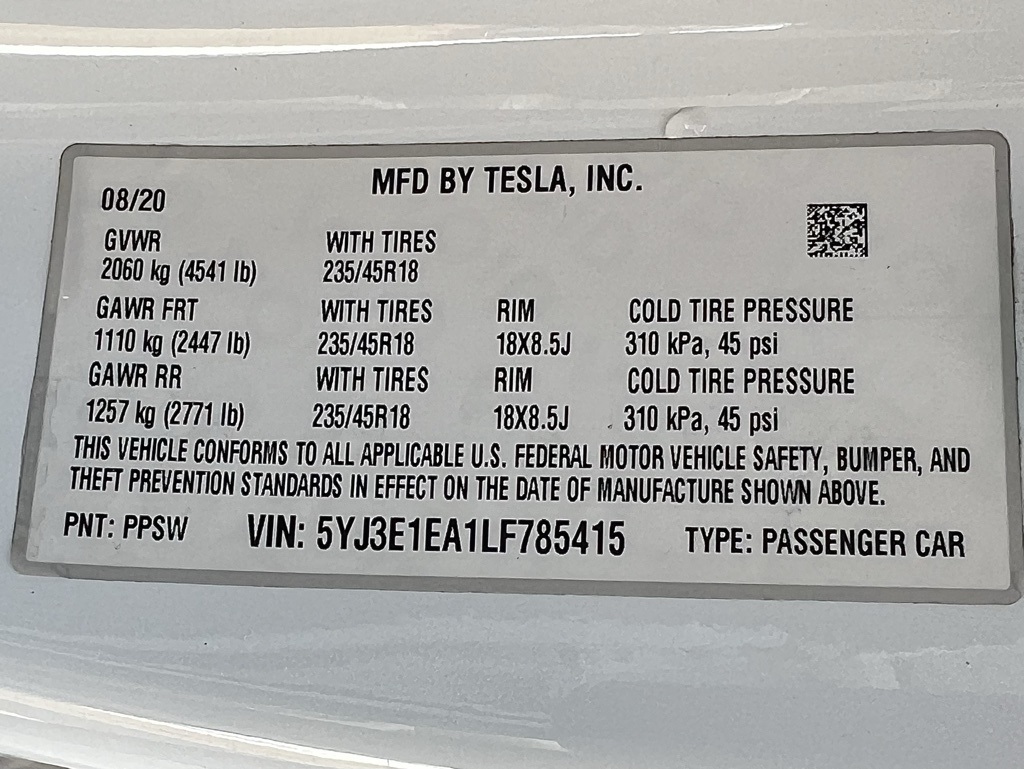 MFD BY TESLA, INC.
08/20
GVWR WITH TIRES
2060 kg (4541 lb) 235/45R18
GAWR FRT WITH TIRES RIM COLD TIRE PRESSURE
1110 kg (2447 lb) 235/45R18 18X8.5J 310 kPa, 45 psi
GAWR RR WITH TIRES RIM COLD TIRE PRESSURE
1257 kg (2771 lb) 235/45R18 18X8.5J 310 kPa, 45 psi
THIS VEHICLE CONFORMS TO ALL APPLICABLE U.S. FEDERAL MOTOR VEHICLE SAFETY, BUMPER, AND
THEFT PREVENTION STANDARDS IN EFFECT ON THE DATE OF MANUFACTURE SHOWN ABOVE.
PNT: PPSW VIN: 5YJ3E1EA1LF785415 TYPE: PASSENGER CAR